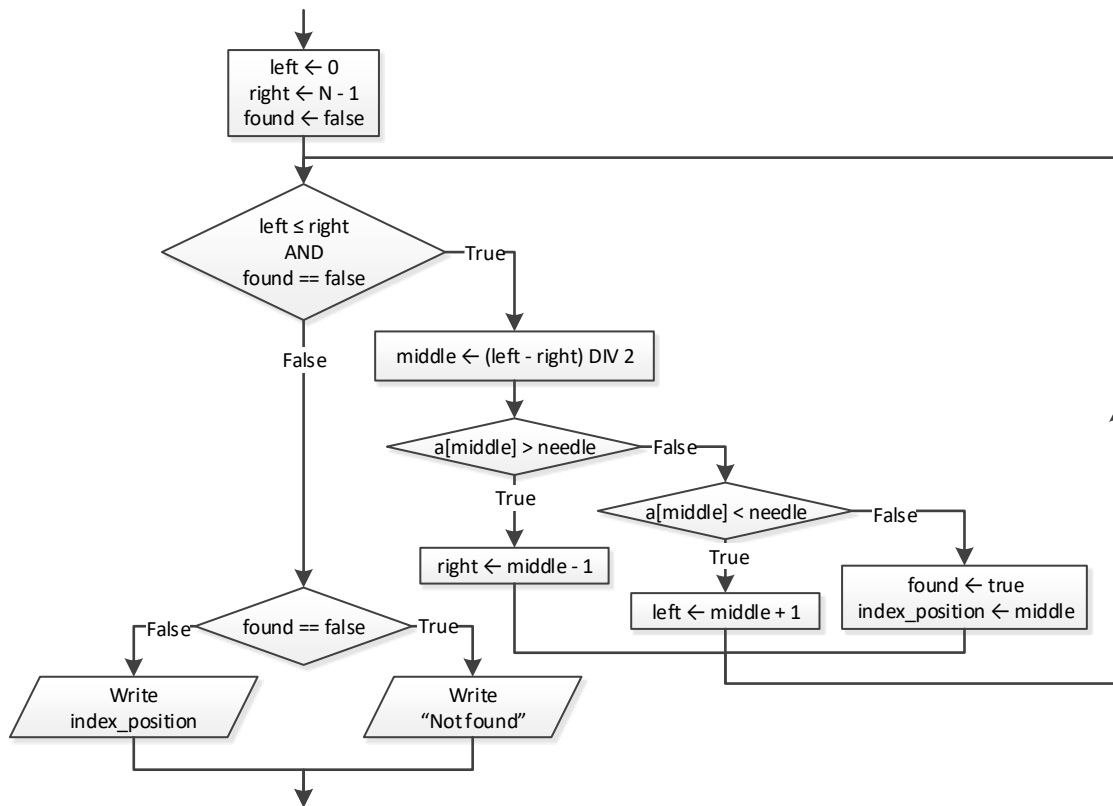 left ← 0
right ← N - 1
found ← false
left ≤ right
AND
found == false
True
False
middle ← (left - right) DIV 2
a[middle] > needle
False
True
a[middle] < needle
False
True
right ← middle - 1
left ← middle + 1
found ← true
index_position ← middle
found == false
False
True
Write
index_position
Write
“Not found”